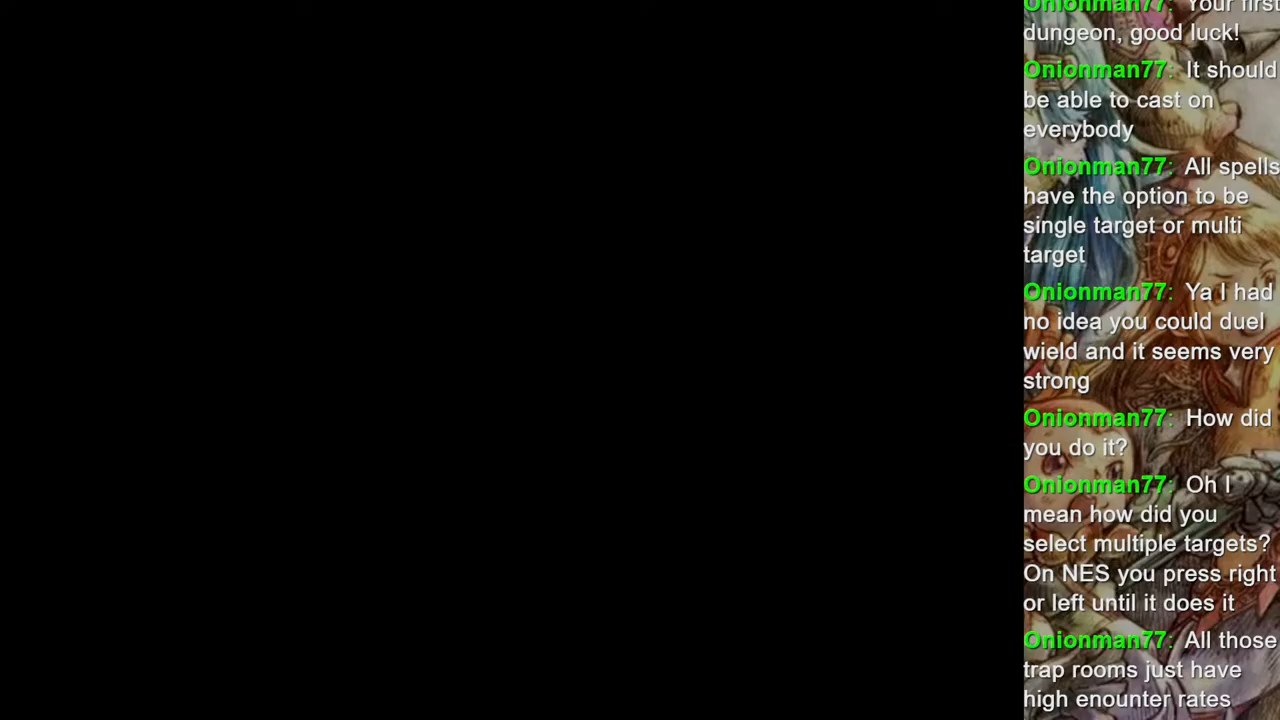 Onionman77: Your first
dungeon, good luck!
Onionman77: It should
be able to cast on
everybody
Onionman77: All spells
have the option to be
single target or multi
target
Onionman77: Ya I had
no idea you could duel
wield and it seems very
strong
Onionman77: How did
you do it?
Onionman77: Oh I
mean how did you
select multiple targets?
On NES you press right
or left until it does it
Onionman77: All those
trap rooms just have
high enounter rates